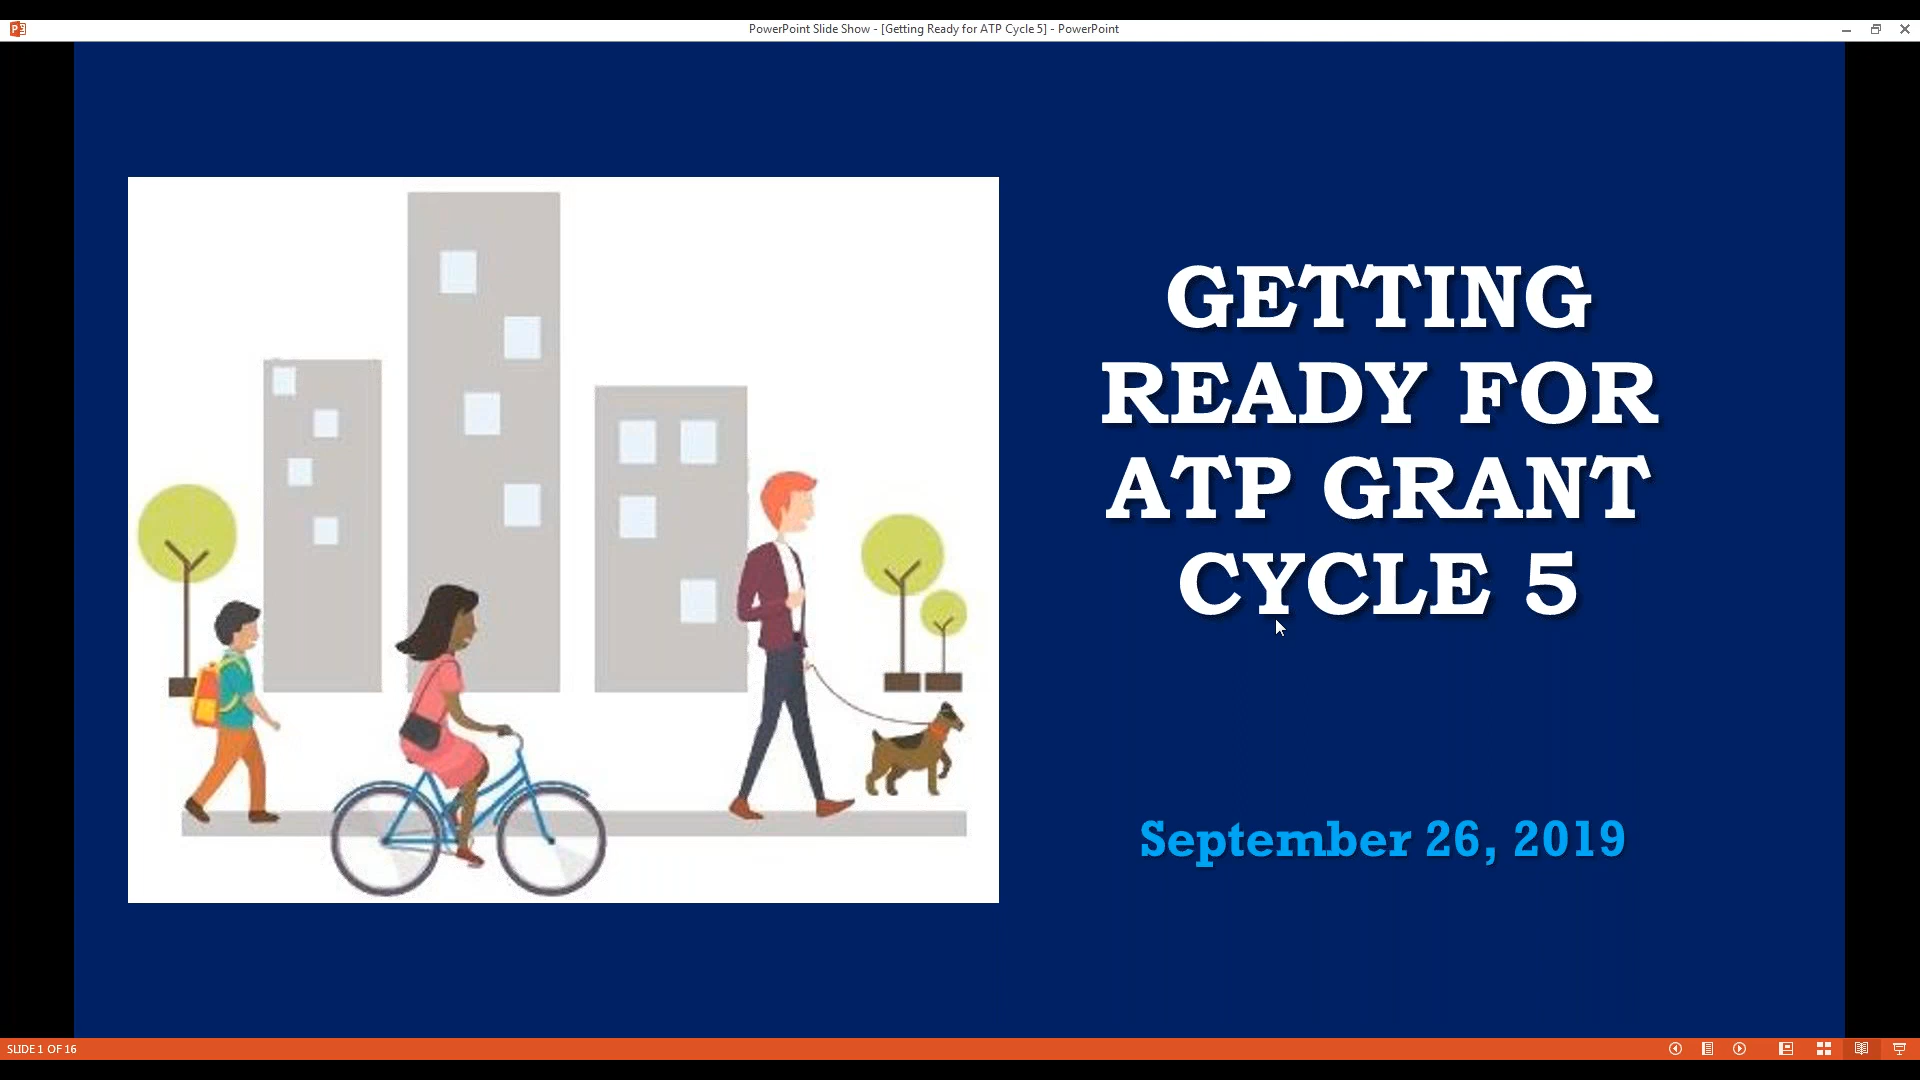 PowerPoint Slide Show - [Getting Ready for ATP Cycle 5] - PowerPoint
GETTING
READY FOR
ATP GRANT
CYCLE 5
September 26, 2019
SLIDE 1 OF 16